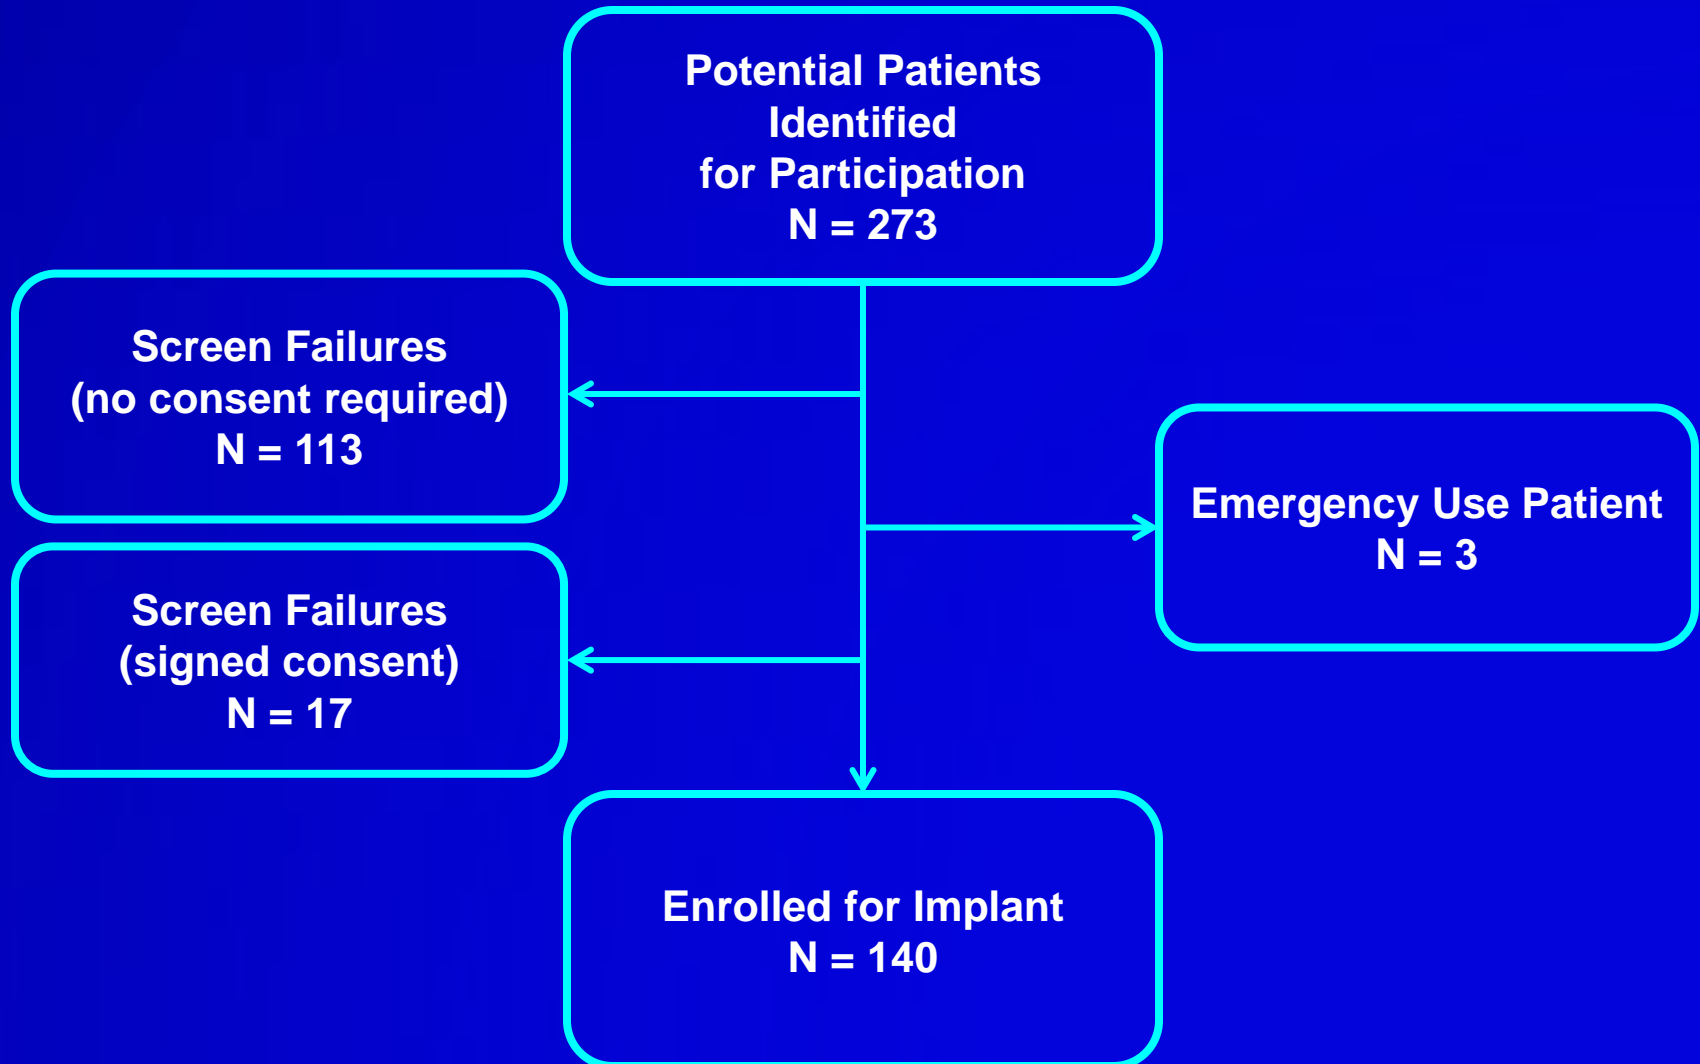 Potential Patients
Identified
for Participation
N = 273
Screen Failures
(no consent required)
N = 113
Emergency Use Patient
N = 3
Screen Failures
(signed consent)
N = 17
Enrolled for Implant
N = 140